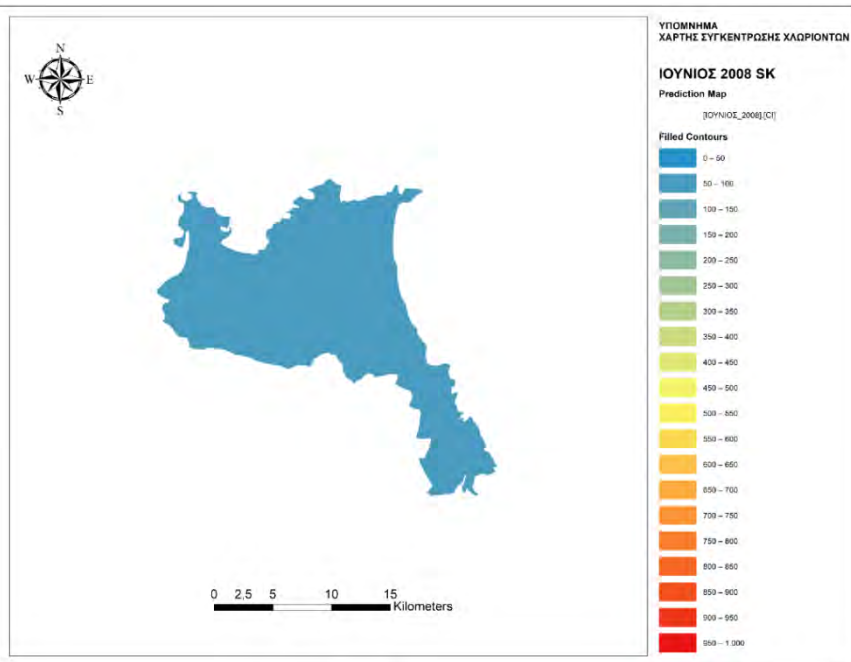 N
W
E
S
0 2.5 5 10 15
Kilometers
ΥΠΟΜΝΗΜΑ
ΧΑΡΤΗΣ ΣΥΓΚΕΝΤΡΩΣΗΣ ΧΛΩΡΙΟΝΤΩΝ
ΙΟΥΝΙΟΣ 2008 SK
Prediction Map
[ΙΟΥΝΙΟΣ_2008].[Cl]
Filled Contours
0 – 50
50 – 100
100 – 150
150 – 200
200 – 250
250 – 300
300 – 350
350 – 400
400 – 450
450 – 500
500 – 550
550 – 600
600 – 650
650 – 700
700 – 750
750 – 800
800 – 850
850 – 900
900 – 950
950 – 1.000